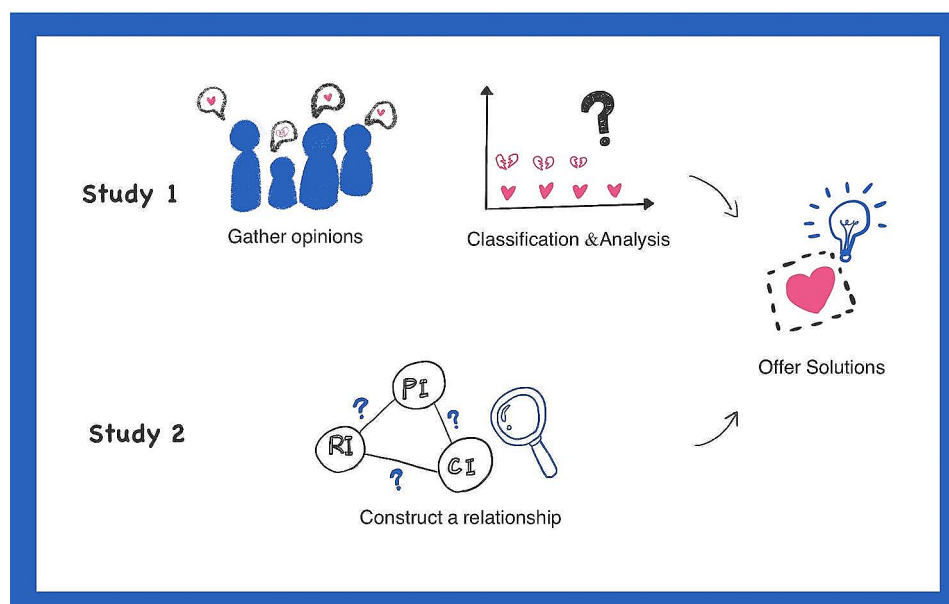 Study 1
Gather opinions
?
Classification &Analysis
Offer Solutions
Study 2
PI
?
?
RI
CI
?
Construct a relationship